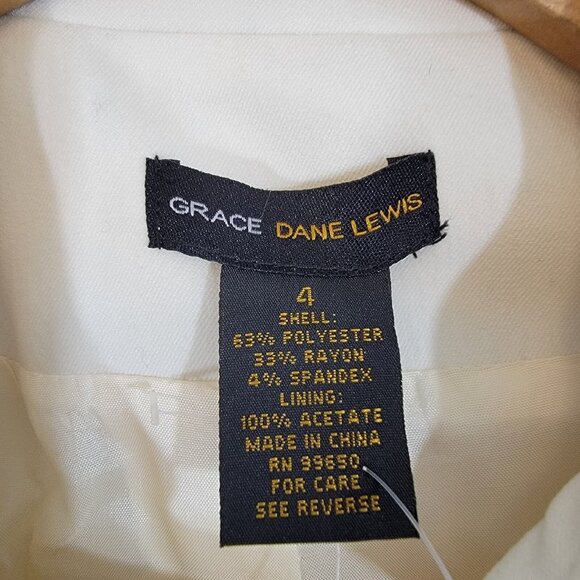 GRACE DANE LEWIS
4
SHELL:
63% POLYESTER
33% RAYON
4% SPANDEX
LINING:
100% ACETATE
MADE IN CHINA
RN 99650
FOR CARE
SEE REVERSE